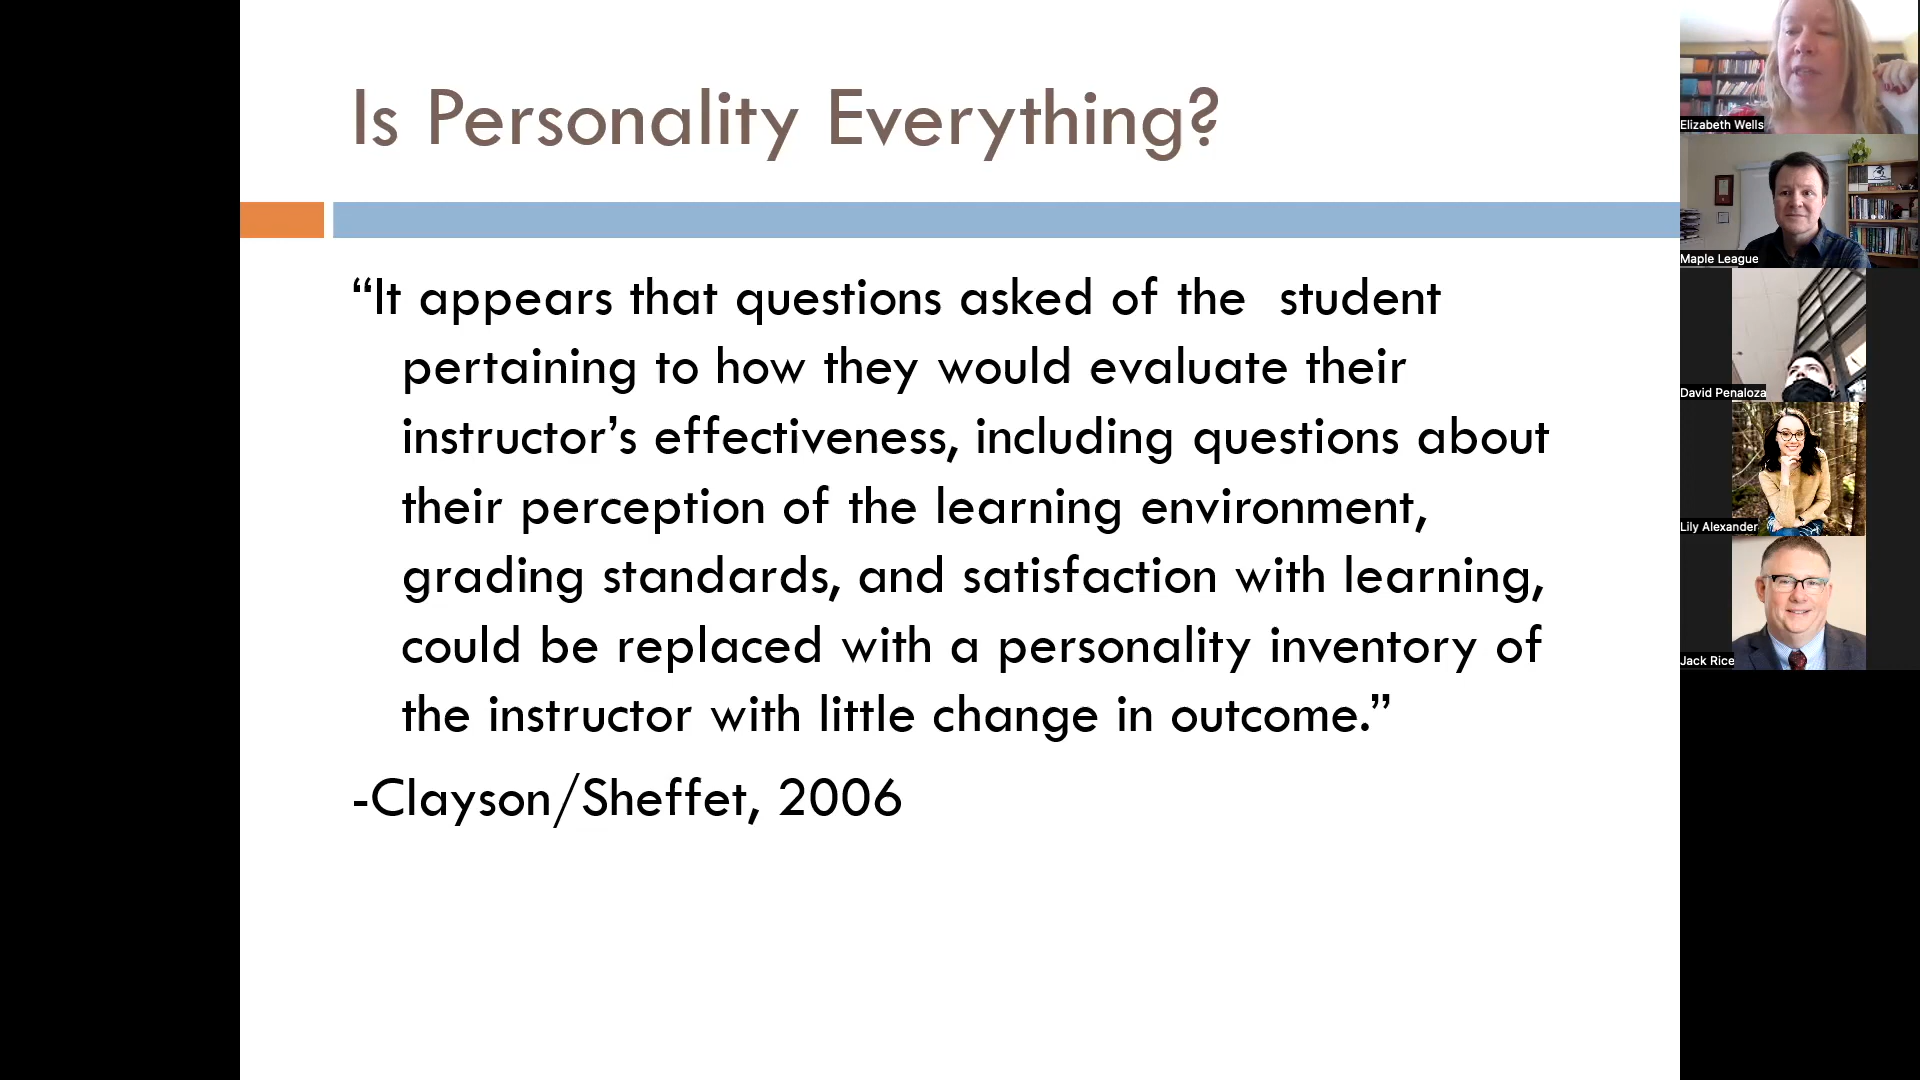 Is Personality Everything?
“It appears that questions asked of the  student
pertaining to how they would evaluate their
instructor’s effectiveness, including questions about
their perception of the learning environment,
grading standards, and satisfaction with learning,
could be replaced with a personality inventory of
the instructor with little change in outcome.”
-Clayson/Sheffet, 2006
Elizabeth Wells
Maple League
David Penaloza
Lily Alexander
Jack Rice